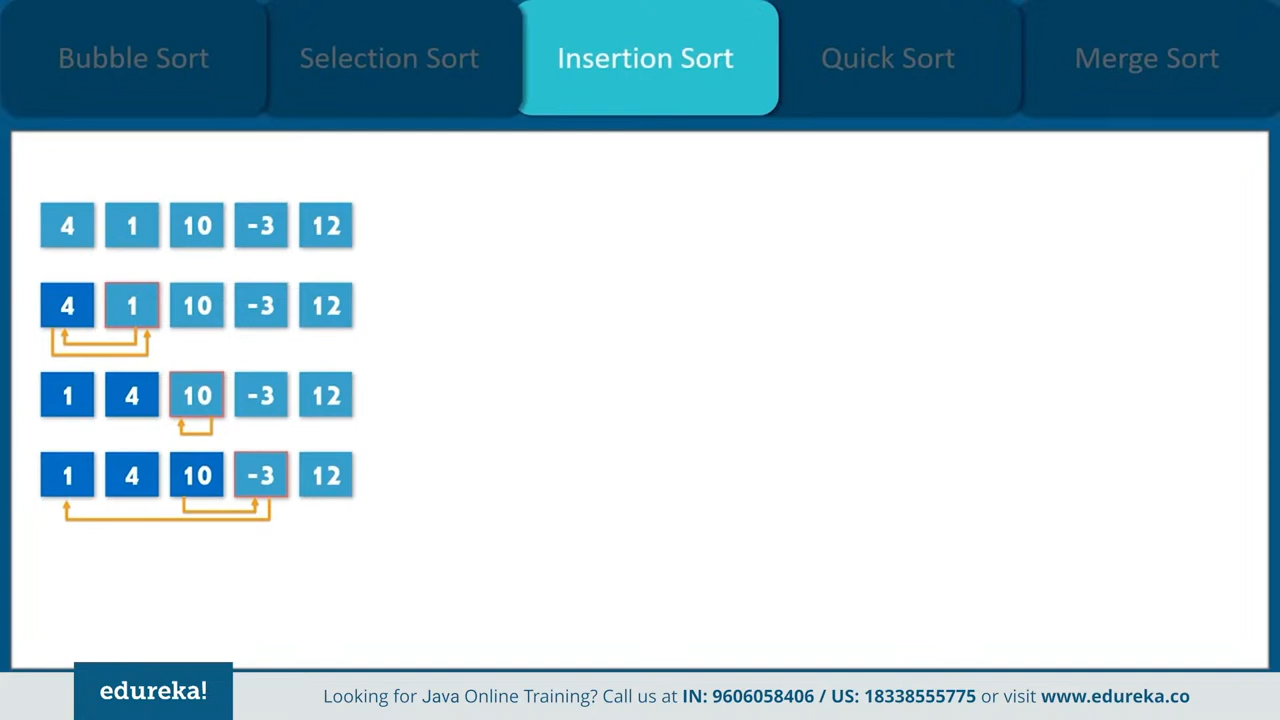 Bubble Sort Selection Sort Insertion Sort Quick Sort Merge Sort
4 1 10 -3 12
4 1 10 -3 12
1 4 10 -3 12
1 4 10 -3 12
edureka! Looking for Java Online Training? Call us at IN: 9606058406 / US: 18338555775 or visit www.edureka.co